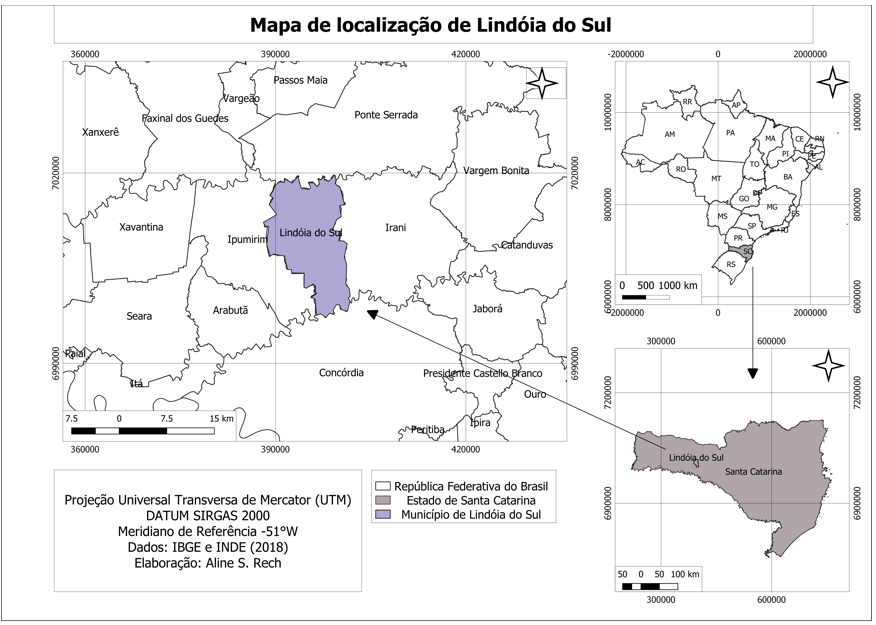 Mapa de localização de Lindóia do Sul
360000
390000
420000
Passos Maia
Vargeão
Faxinal dos Guedes
Ponte Serrada
Xanxerê
7020000
7020000
Vargem Bonita
Xavantina
Ipumirim
Lindóia do Sul
Irani
Catanduvas
Seara
Arabutã
Jaborá
6990000
6990000
Paial
Itá
Concórdia
Presidente Castello Branco
Ouro
Ipira
Peritiba
7.5 0 7.5 15 km
360000
390000
420000
-2000000
0
2000000
10000000
10000000
RR
AP
AM
PA
MA
CE
RN
PI
AL
AC
RO
TO
BA
MT
GO
DF
MG
ES
MS
SP
RJ
PR
SC
RS
8000000
8000000
6000000
6000000
0 500 1000 km
-2000000
0
2000000
300000
600000
7200000
7200000
Lindóia do Sul
Santa Catarina
6900000
6900000
50 0 50 100 km
300000
600000
Projeção Universal Transversa de Mercator (UTM)
DATUM SIRGAS 2000
Meridiano de Referência -51°W
Dados: IBGE e INDE (2018)
Elaboração: Aline S. Rech
República Federativa do Brasil
Estado de Santa Catarina
Município de Lindóia do Sul